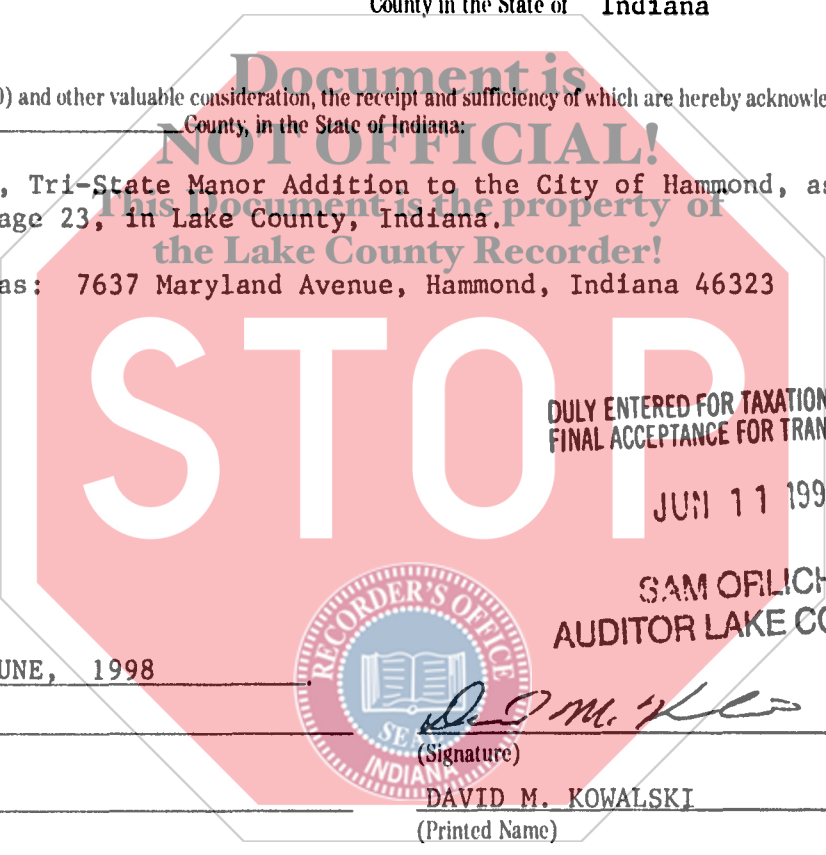 County in the State of Indiana
Document is
0) and other valuable consideration, the receipt and sufficiency of which are hereby acknowle
County, in the State of Indiana:
NOT OFFICIAL!
, Tri-State Manor Addition to the City of Hammond, as
This Document is the property of
age 23, in Lake County, Indiana.
the Lake County Recorder!
as: 7637 Maryland Avenue, Hammond, Indiana 46323
STOP
DULY ENTERED FOR TAXATION
FINAL ACCEPTANCE FOR TRAN
JUN 11 199
SAM ORLICH
AUDITOR LAKE CO
RECORDER'S OFFICE
SEAL
INDIANA
UNE, 1998
(Signature)
DAVID M. KOWALSKI
(Printed Name)